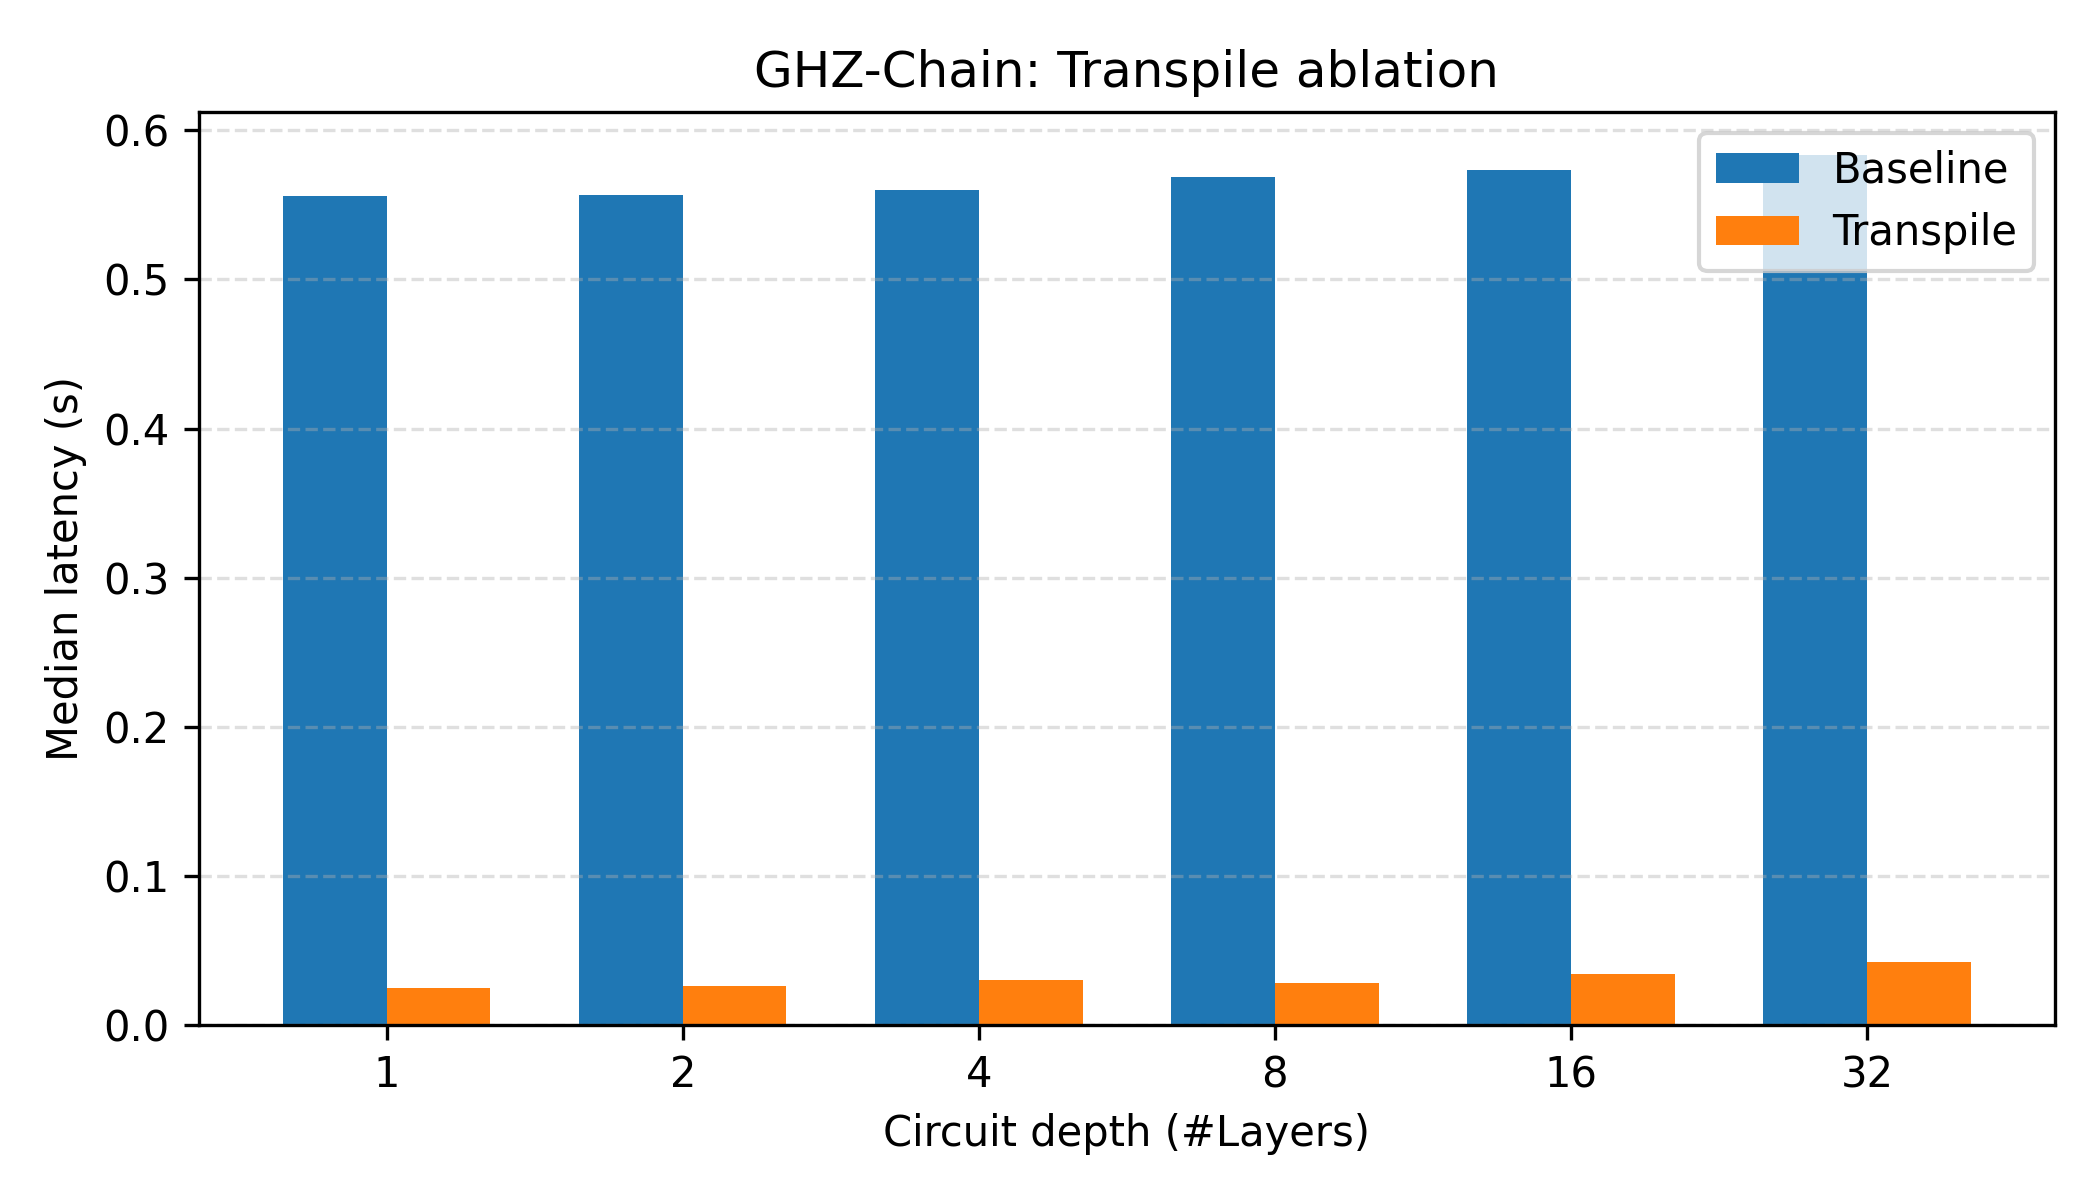 GHZ-Chain: Transpile ablation
0.6
0.5
0.4
0.3
0.2
0.1
0.0
Median latency (s)
Baseline
Transpile
1 2 4 8 16 32
Circuit depth (#Layers)